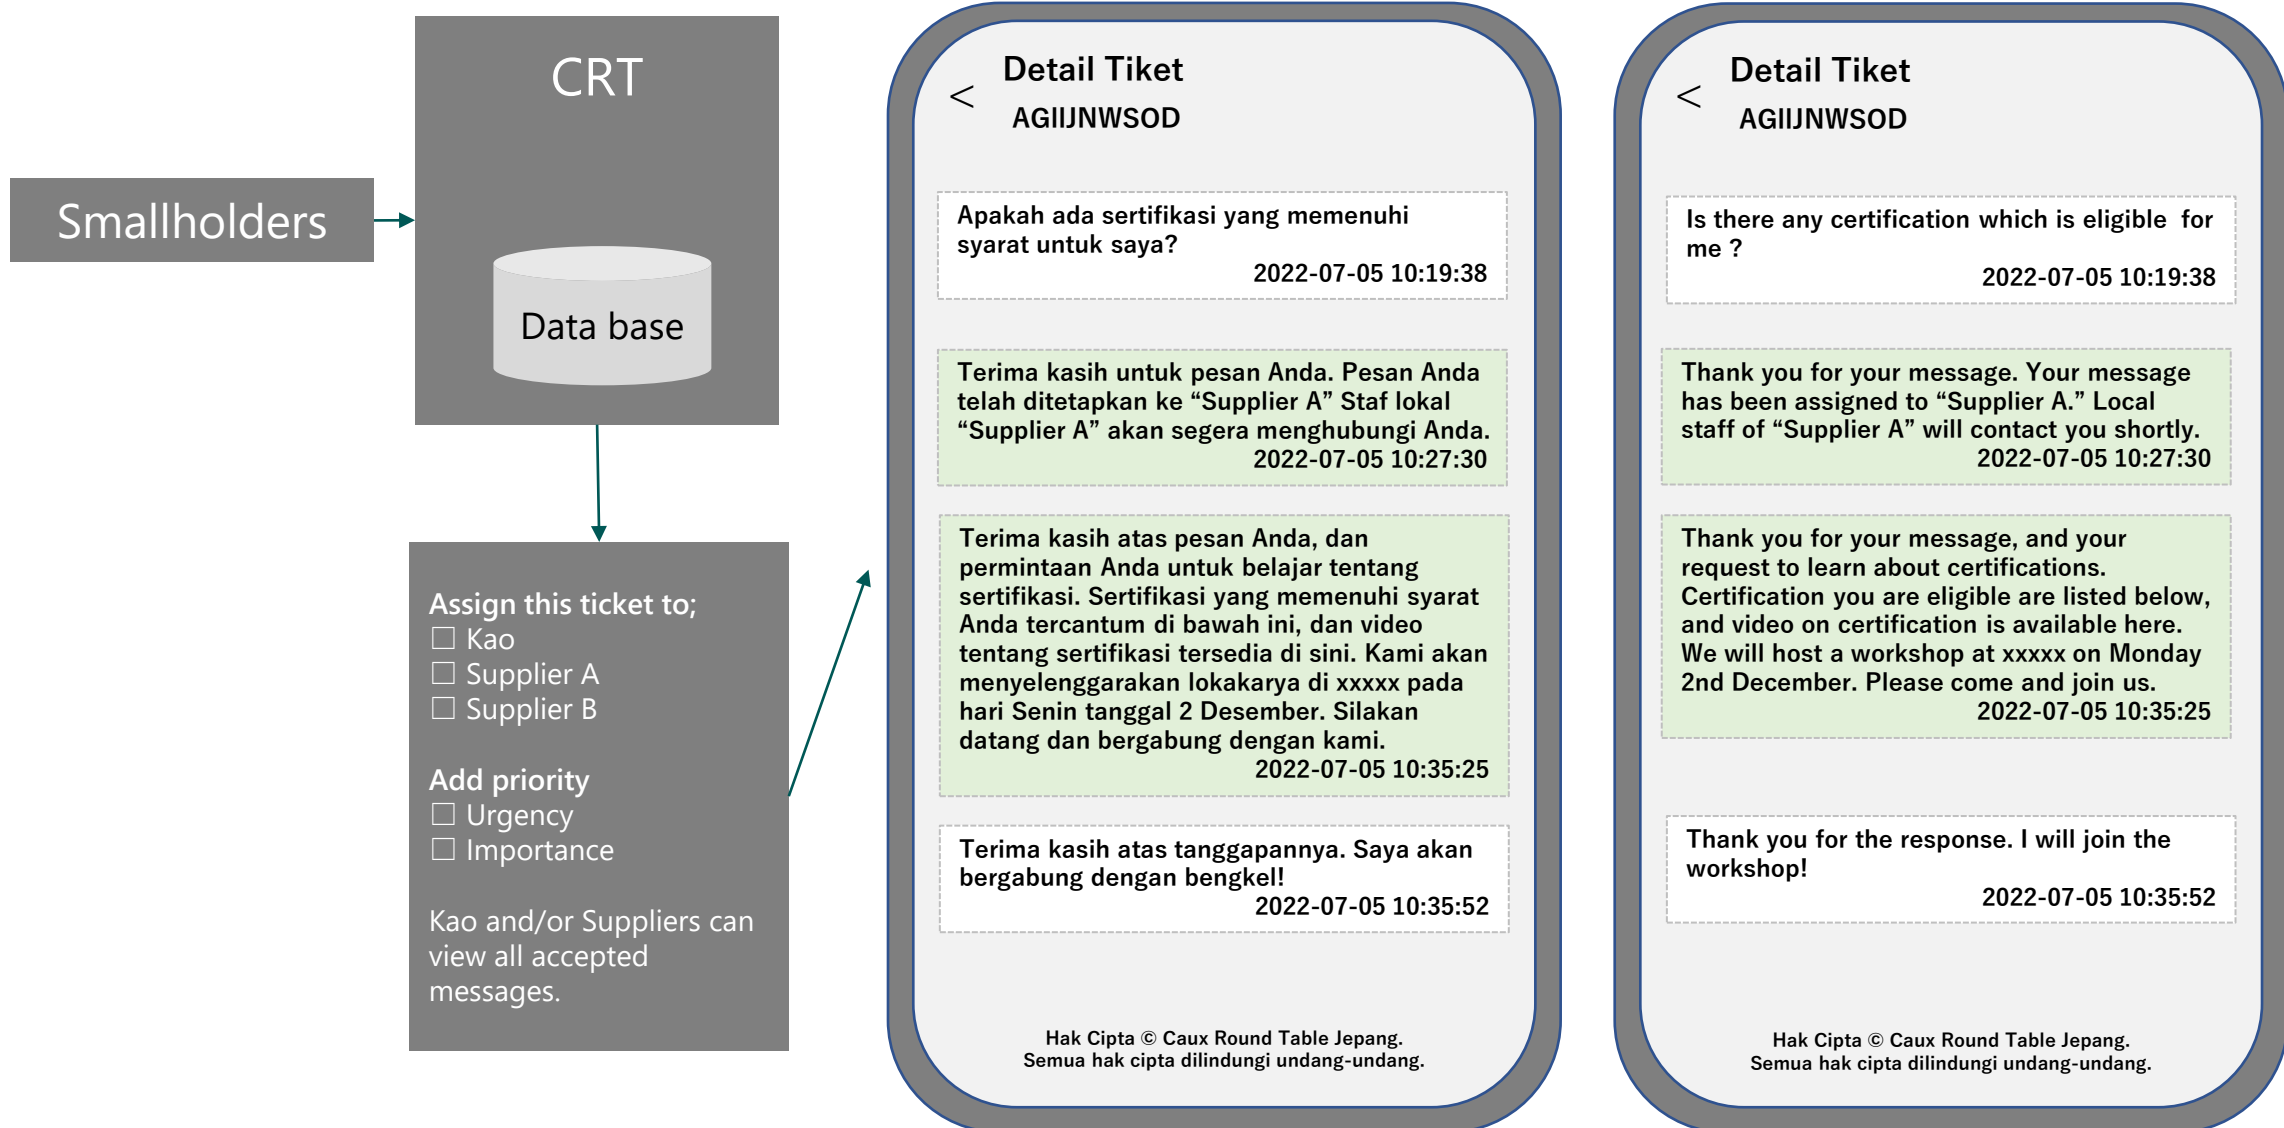 Smallholders
CRT
Data base
Assign this ticket to;
☐ Kao
☐ Supplier A
☐ Supplier B
Add priority
☐ Urgency
☐ Importance
Kao and/or Suppliers can
view all accepted
messages.
<
Detail Tiket
AGIIJNWSOD
Apakah ada sertifikasi yang memenuhi
syarat untuk saya?
2022-07-05 10:19:38
Terima kasih untuk pesan Anda. Pesan Anda
telah ditetapkan ke “Supplier A” Staf lokal
“Supplier A” akan segera menghubungi Anda.
2022-07-05 10:27:30
Terima kasih atas pesan Anda, dan
permintaan Anda untuk belajar tentang
sertifikasi. Sertifikasi yang memenuhi syarat
Anda tercantum di bawah ini, dan video
tentang sertifikasi tersedia di sini. Kami akan
menyelenggarakan lokakarya di xxxxx pada
hari Senin tanggal 2 Desember. Silakan
datang dan bergabung dengan kami.
2022-07-05 10:35:25
Terima kasih atas tanggapannya. Saya akan
bergabung dengan bengkel!
2022-07-05 10:35:52
Hak Cipta © Caux Round Table Jepang.
Semua hak cipta dilindungi undang-undang.
<
Detail Tiket
AGIIJNWSOD
Is there any certification which is eligible  for
me ?
2022-07-05 10:19:38
Thank you for your message. Your message
has been assigned to “Supplier A.” Local
staff of “Supplier A” will contact you shortly.
2022-07-05 10:27:30
Thank you for your message, and your
request to learn about certifications.
Certification you are eligible are listed below,
and video on certification is available here.
We will host a workshop at xxxxx on Monday
2nd December. Please come and join us.
2022-07-05 10:35:25
Thank you for the response. I will join the
workshop!
2022-07-05 10:35:52
Hak Cipta © Caux Round Table Jepang.
Semua hak cipta dilindungi undang-undang.